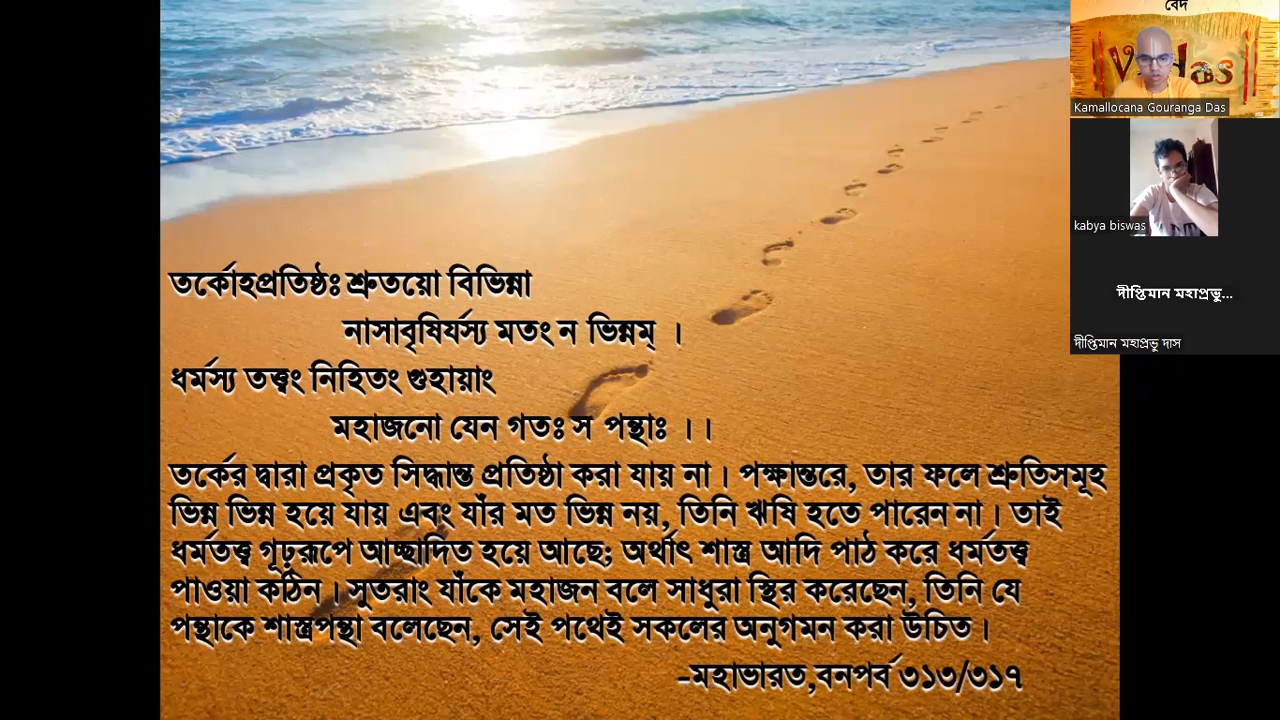 তর্কোহপ্রতিষ্ঠঃ শ্রুতয়ো বিভিন্না
নাসাবৃষির্যস্য মতং ন ভিন্নম্ ।
ধর্মস্য তত্ত্বং নিহিতং গুহায়াং
মহাজনো যেন গতঃ স পন্থাঃ ।।
তর্কের দ্বারা প্রকৃত সিদ্ধান্ত প্রতিষ্ঠা করা যায় না। পক্ষান্তরে, তার ফলে শ্রুতিসমূহ
ভিন্ন ভিন্ন হয়ে যায় এবং যাঁর মত ভিন্ন নয়, তিনি ঋষি হতে পারেন না। তাই
ধর্মতত্ত্ব গূঢ়রূপে আচ্ছাদিত হয়ে আছে; অর্থাৎ শাস্ত্র আদি পাঠ করে ধর্মতত্ত্ব
পাওয়া কঠিন। সুতরাং যাঁকে মহাজন বলে সাধুরা স্থির করেছেন, তিনি যে
পন্থাকে শাস্ত্রপন্থা বলেছেন, সেই পথেই সকলের অনুগমন করা উচিত।
-মহাভারত,বনপর্ব ৩১৩/৩১৭
বেদ
Vedas
Kamallocana Gouranga Das
kabya biswas
দীপ্তিমান মহাপ্রভু...
দীপ্তিমান মহাপ্রভু দাস